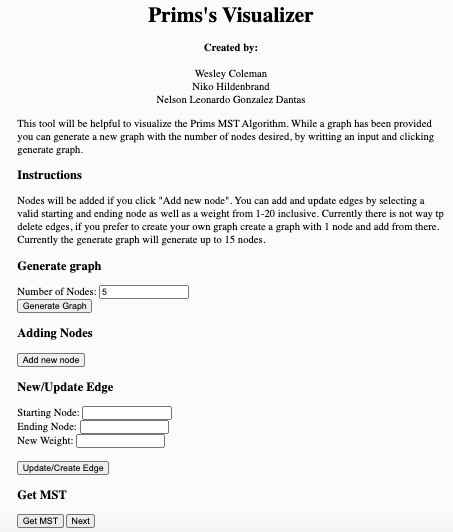 Prims's Visualizer
Created by:
Wesley Coleman
Niko Hildenbrand
Nelson Leonardo Gonzalez Dantas
This tool will be helpful to visualize the Prims MST Algorithm. While a graph has been provided
you can generate a new graph with the number of nodes desired, by writting an input and clicking
generate graph.
Instructions
Nodes will be added if you click "Add new node". You can add and update edges by selecting a
valid starting and ending node as well as a weight from 1-20 inclusive. Currently there is not way tp
delete edges, if you prefer to create your own graph create a graph with 1 node and add from there.
Currently the generate graph will generate up to 15 nodes.
Generate graph
Number of Nodes: 5
Generate Graph
Adding Nodes
Add new node
New/Update Edge
Starting Node:
Ending Node:
New Weight:
Update/Create Edge
Get MST
Get MST Next